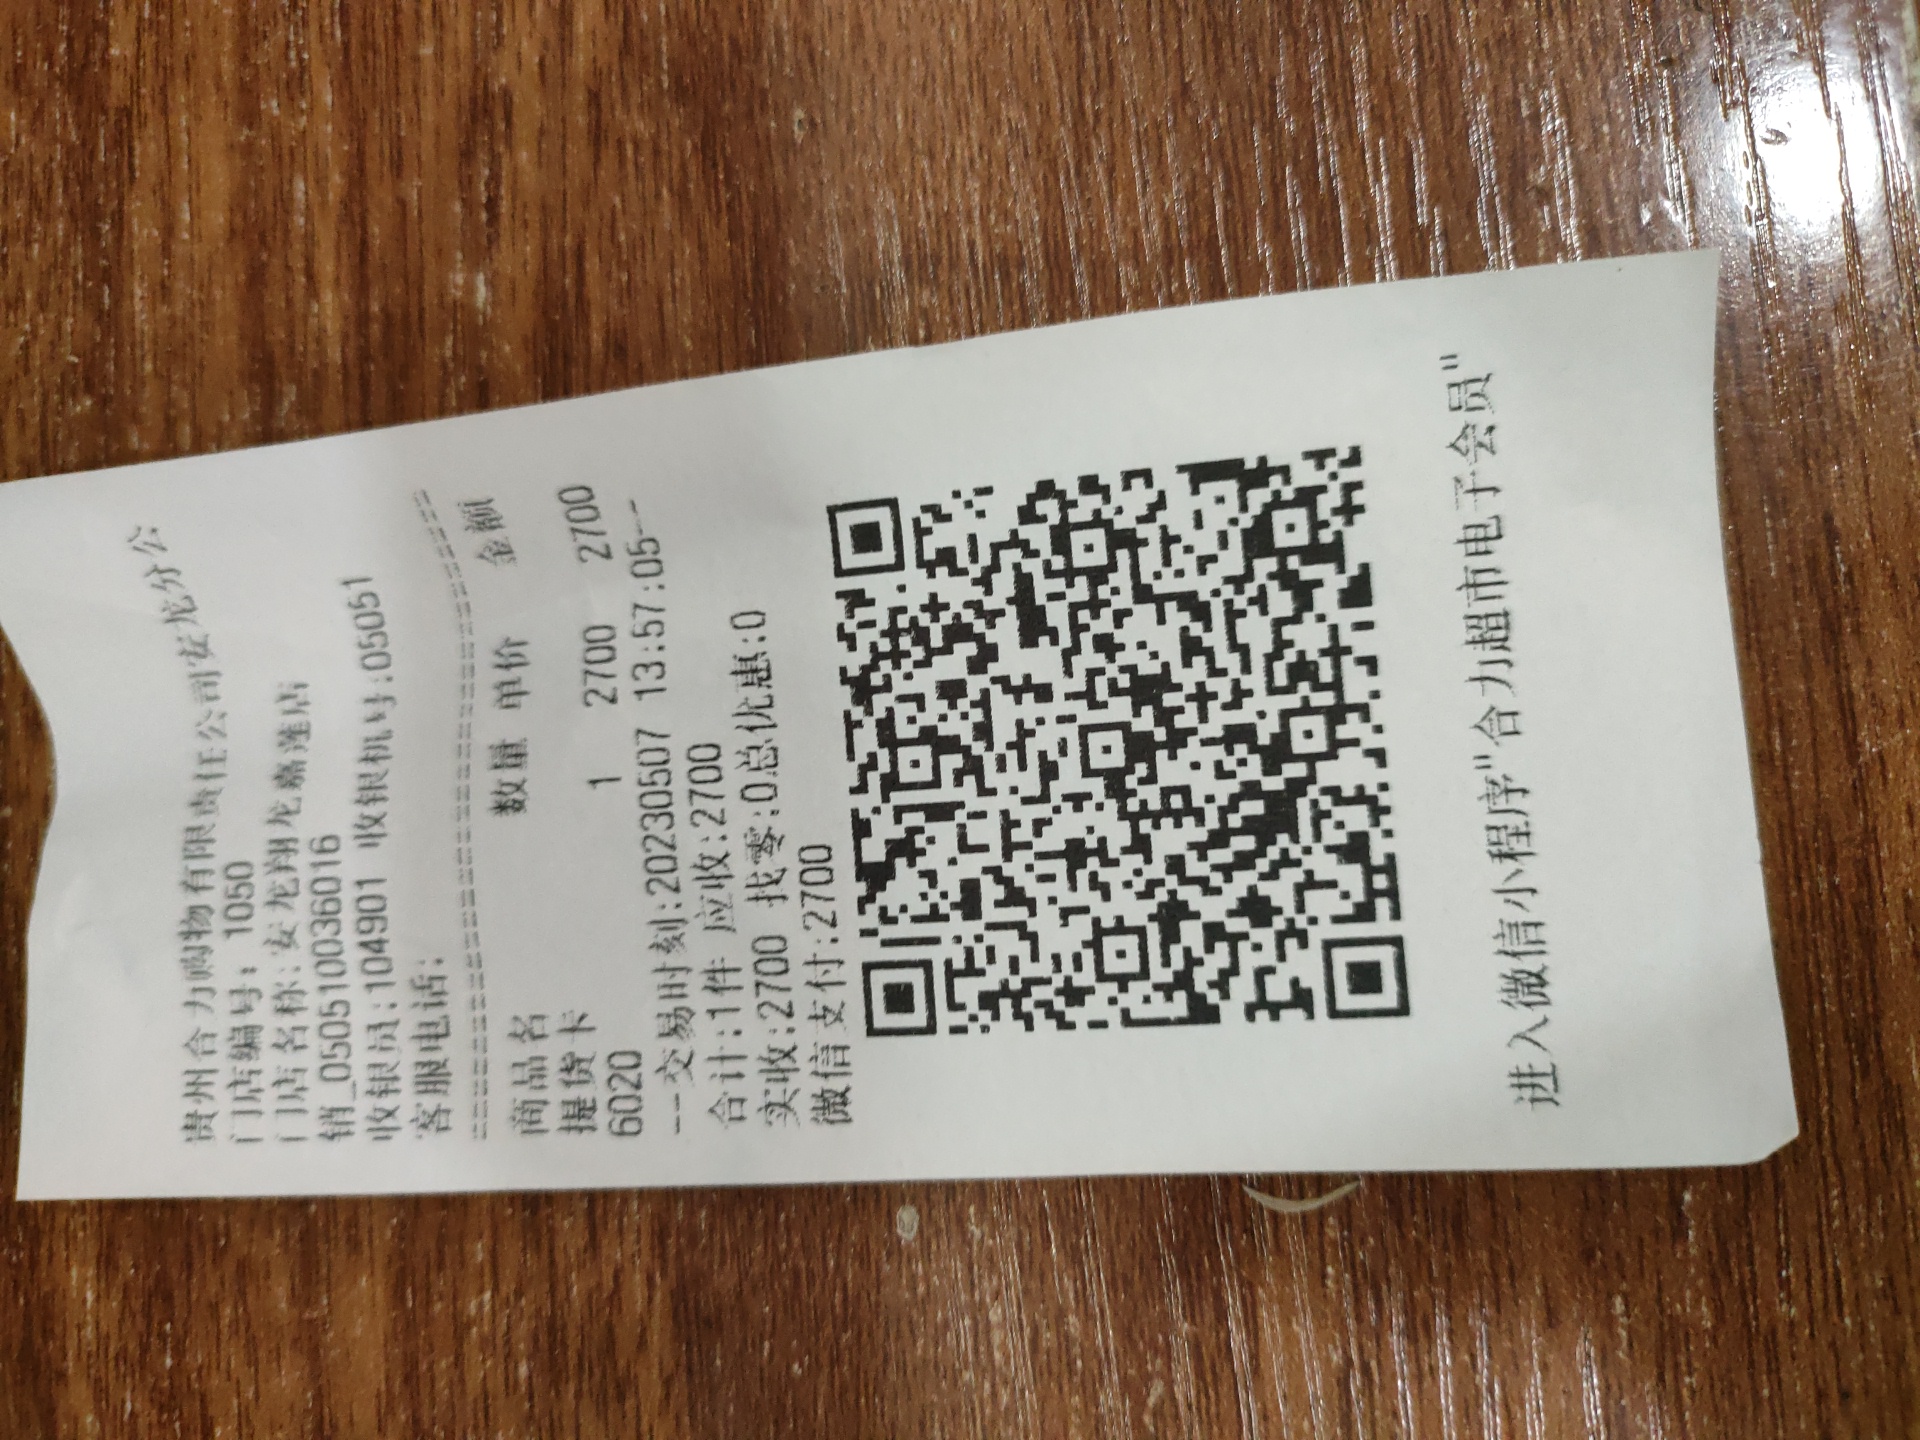 贵州合力购物有限责任公司安龙分公
门店编号: 1050
门店名称:安龙翔龙嘉莲店
销_050510036016
收银员:104901 收银机号:05051
客服电话:
商品名 数量 单价 金额
提货卡 1 2700 2700
6020
--交易时刻:20230507 13:57:05--
合计:1件 应收:2700
实收:2700 找零:0总优惠:0
微信支付:2700
进入微信小程序"合力超市电子会员"